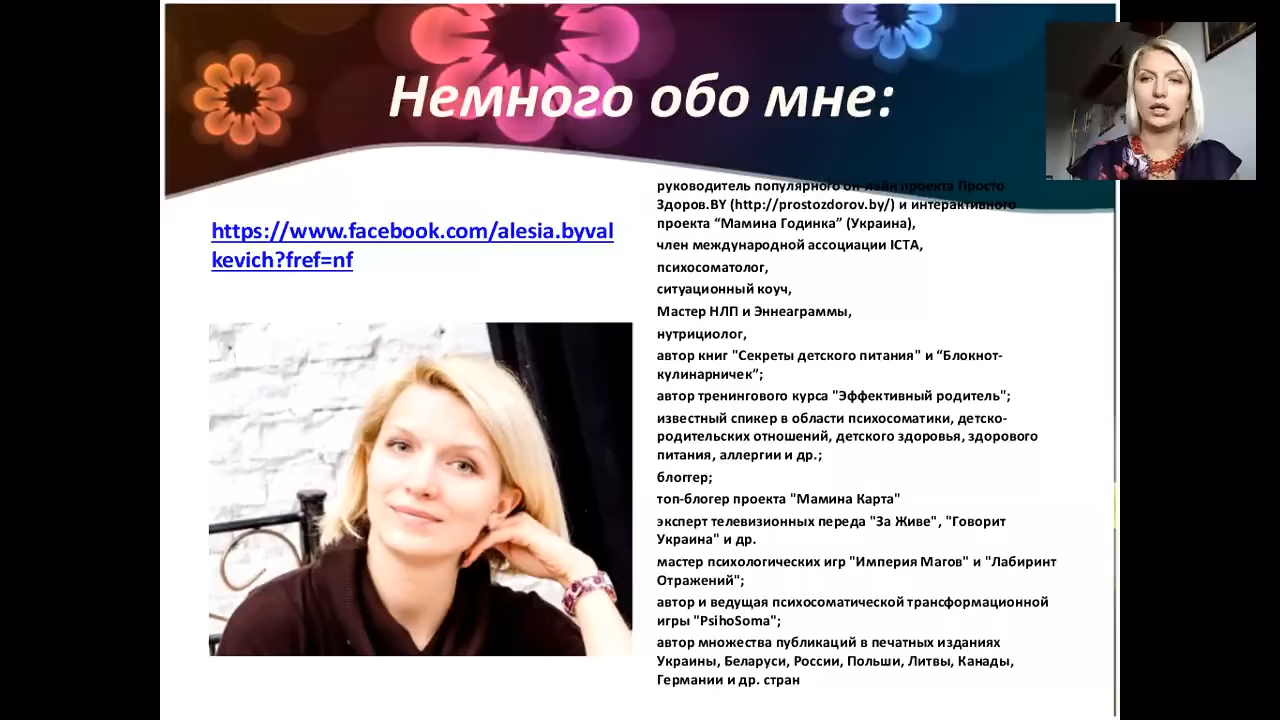 Немного обо мне:
https://www.facebook.com/alesia.byval
kevich?fref=nf
руководитель популярного он-лайн проекта Просто
Здоров.BY (http://prostozdorov.by/) и интерактивного
проекта “Мамина Годинка” (Украина),
член международной ассоциации ICTA,
психосоматолог,
ситуационный коуч,
Мастер НЛП и Эннеаграммы,
нутрициолог,
автор книг "Секреты детского питания" и “Блокнот-
кулинарничек”;
автор тренингового курса "Эффективный родитель";
известный спикер в области психосоматики, детско-
родительских отношений, детского здоровья, здорового
питания, аллергии и др.;
блоггер;
топ-блогер проекта "Мамина Карта"
эксперт телевизионных переда "За Живе", "Говорит
Украина" и др.
мастер психологических игр "Империя Магов" и "Лабиринт
Отражений";
автор и ведущая психосоматической трансформационной
игры "PsihoSoma";
автор множества публикаций в печатных изданиях
Украины, Беларуси, России, Польши, Литвы, Канады,
Германии и др. стран